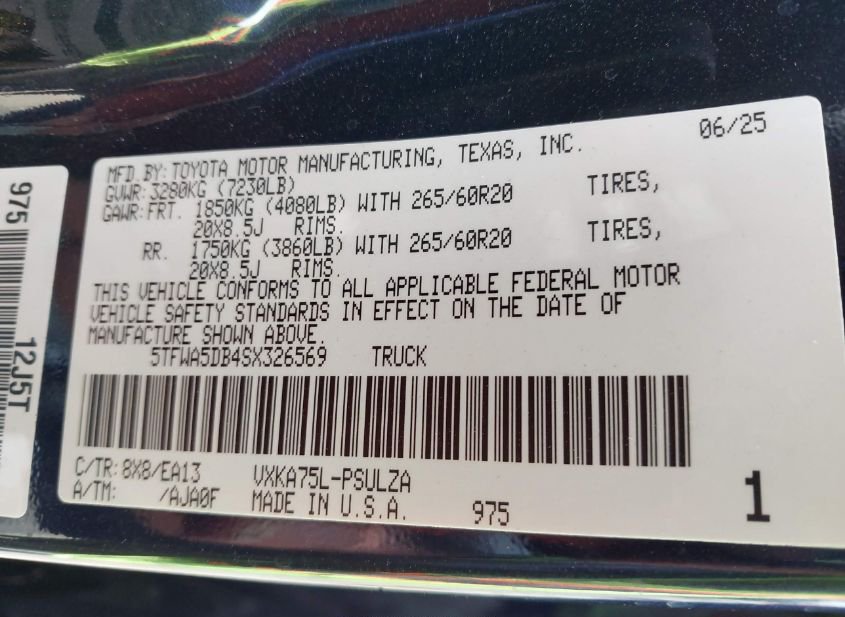 06/25
MFD BY: TOYOTA MOTOR MANUFACTURING, TEXAS, INC.
GVWR: 3280KG (7230LB)
GAWR: FRT. 1850KG (4080LB) WITH 265/60R20 TIRES,
20X8.5J RIMS.
RR. 1750KG (3860LB) WITH 265/60R20 TIRES,
20X8.5J RIMS.
THIS VEHICLE CONFORMS TO ALL APPLICABLE FEDERAL MOTOR
VEHICLE SAFETY STANDARDS IN EFFECT ON THE DATE OF
MANUFACTURE SHOWN ABOVE.
5TFWA5DB4SX326569 TRUCK
C/TR: 8X8/EA13 VXKA75L-PSULZA
A/TM: /AJA0F MADE IN U.S.A. 975
1
975
12J5T